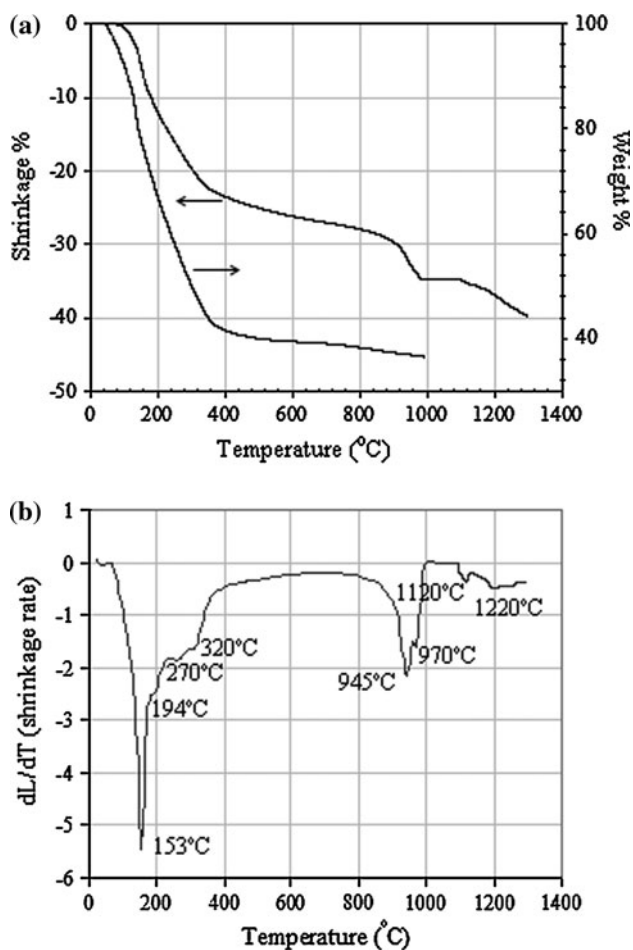 (a)
0
-10
-20
-30
-40
-50
Shrinkage %
100
80
60
40
Weight %
0 200 400 600 800 1000 1200 1400
Temperature (°C)
(b)
1
0
-1
-2
-3
-4
-5
-6
dL/dT (shrinkage rate)
1120°C
1220°C
320°C
270°C
970°C
945°C
194°C
153°C
0 200 400 600 800 1000 1200 1400
Temperature (°C)